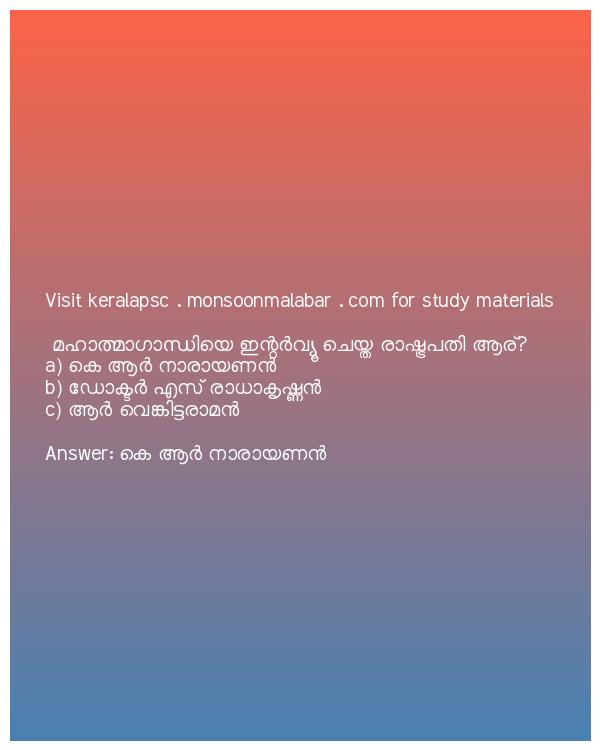 Visit keralapsc . monsoonmalabar . com for study materials
മഹാത്മാഗാന്ധിയെ ഇന്റർവ്യൂ ചെയ്ത രാഷ്ട്രപതി ആര്?
a) കെ ആർ നാരായണൻ
b) ഡോക്ടർ എസ് രാധാകൃഷ്ണൻ
c) ആർ വെങ്കിട്ടരാമൻ
Answer: കെ ആർ നാരായണൻ